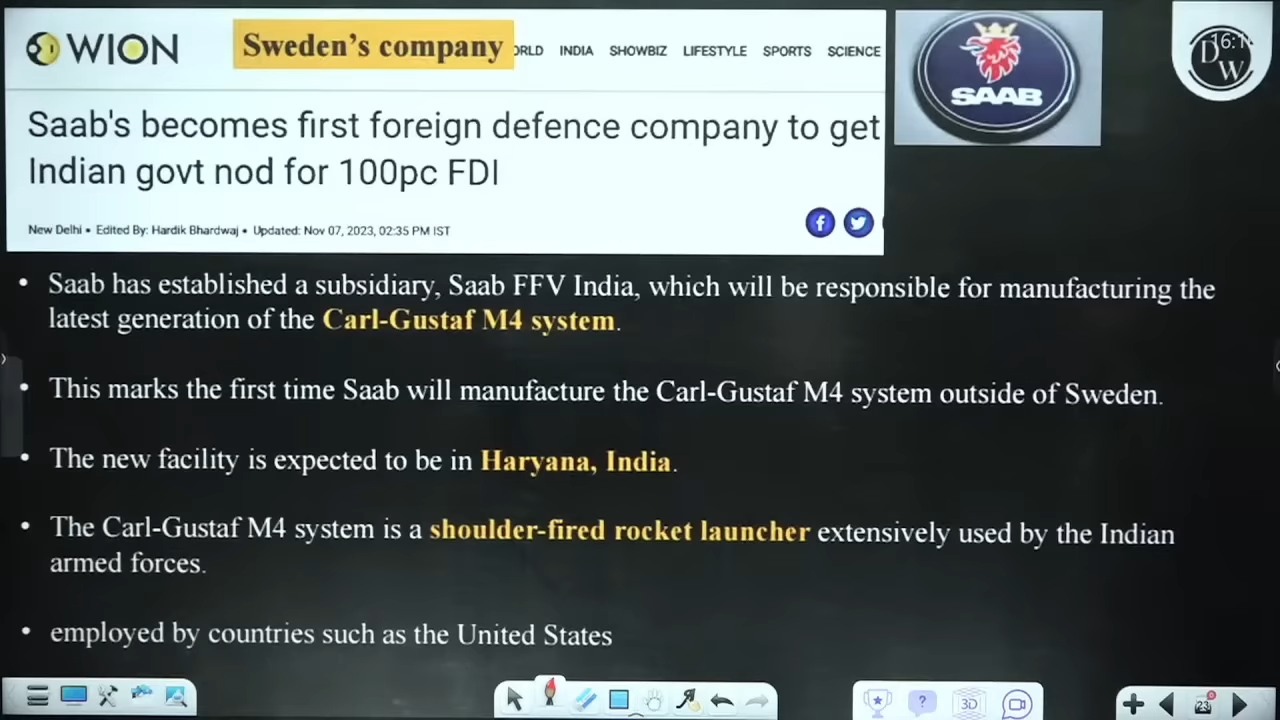 WION
Sweden's company
ORLD INDIA SHOWBIZ LIFESTYLE SPORTS SCIENCE
SAAB
16:1
DW
Saab's becomes first foreign defence company to get
Indian govt nod for 100pc FDI
New Delhi • Edited By: Hardik Bhardwaj • Updated: Nov 07, 2023, 02:35 PM IST
• Saab has established a subsidiary, Saab FFV India, which will be responsible for manufacturing the
latest generation of the Carl-Gustaf M4 system.
• This marks the first time Saab will manufacture the Carl-Gustaf M4 system outside of Sweden.
• The new facility is expected to be in Haryana, India.
• The Carl-Gustaf M4 system is a shoulder-fired rocket launcher extensively used by the Indian
armed forces.
• employed by countries such as the United States
3D
23